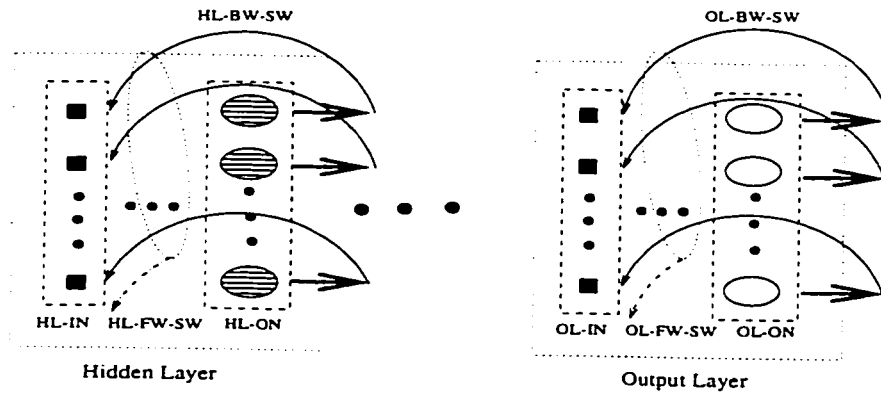 HL-BW-SW
OL-BW-SW
HL-IN HL-FW-SW HL-ON
OL-IN OL-FW-SW OL-ON
Hidden Layer
Output Layer